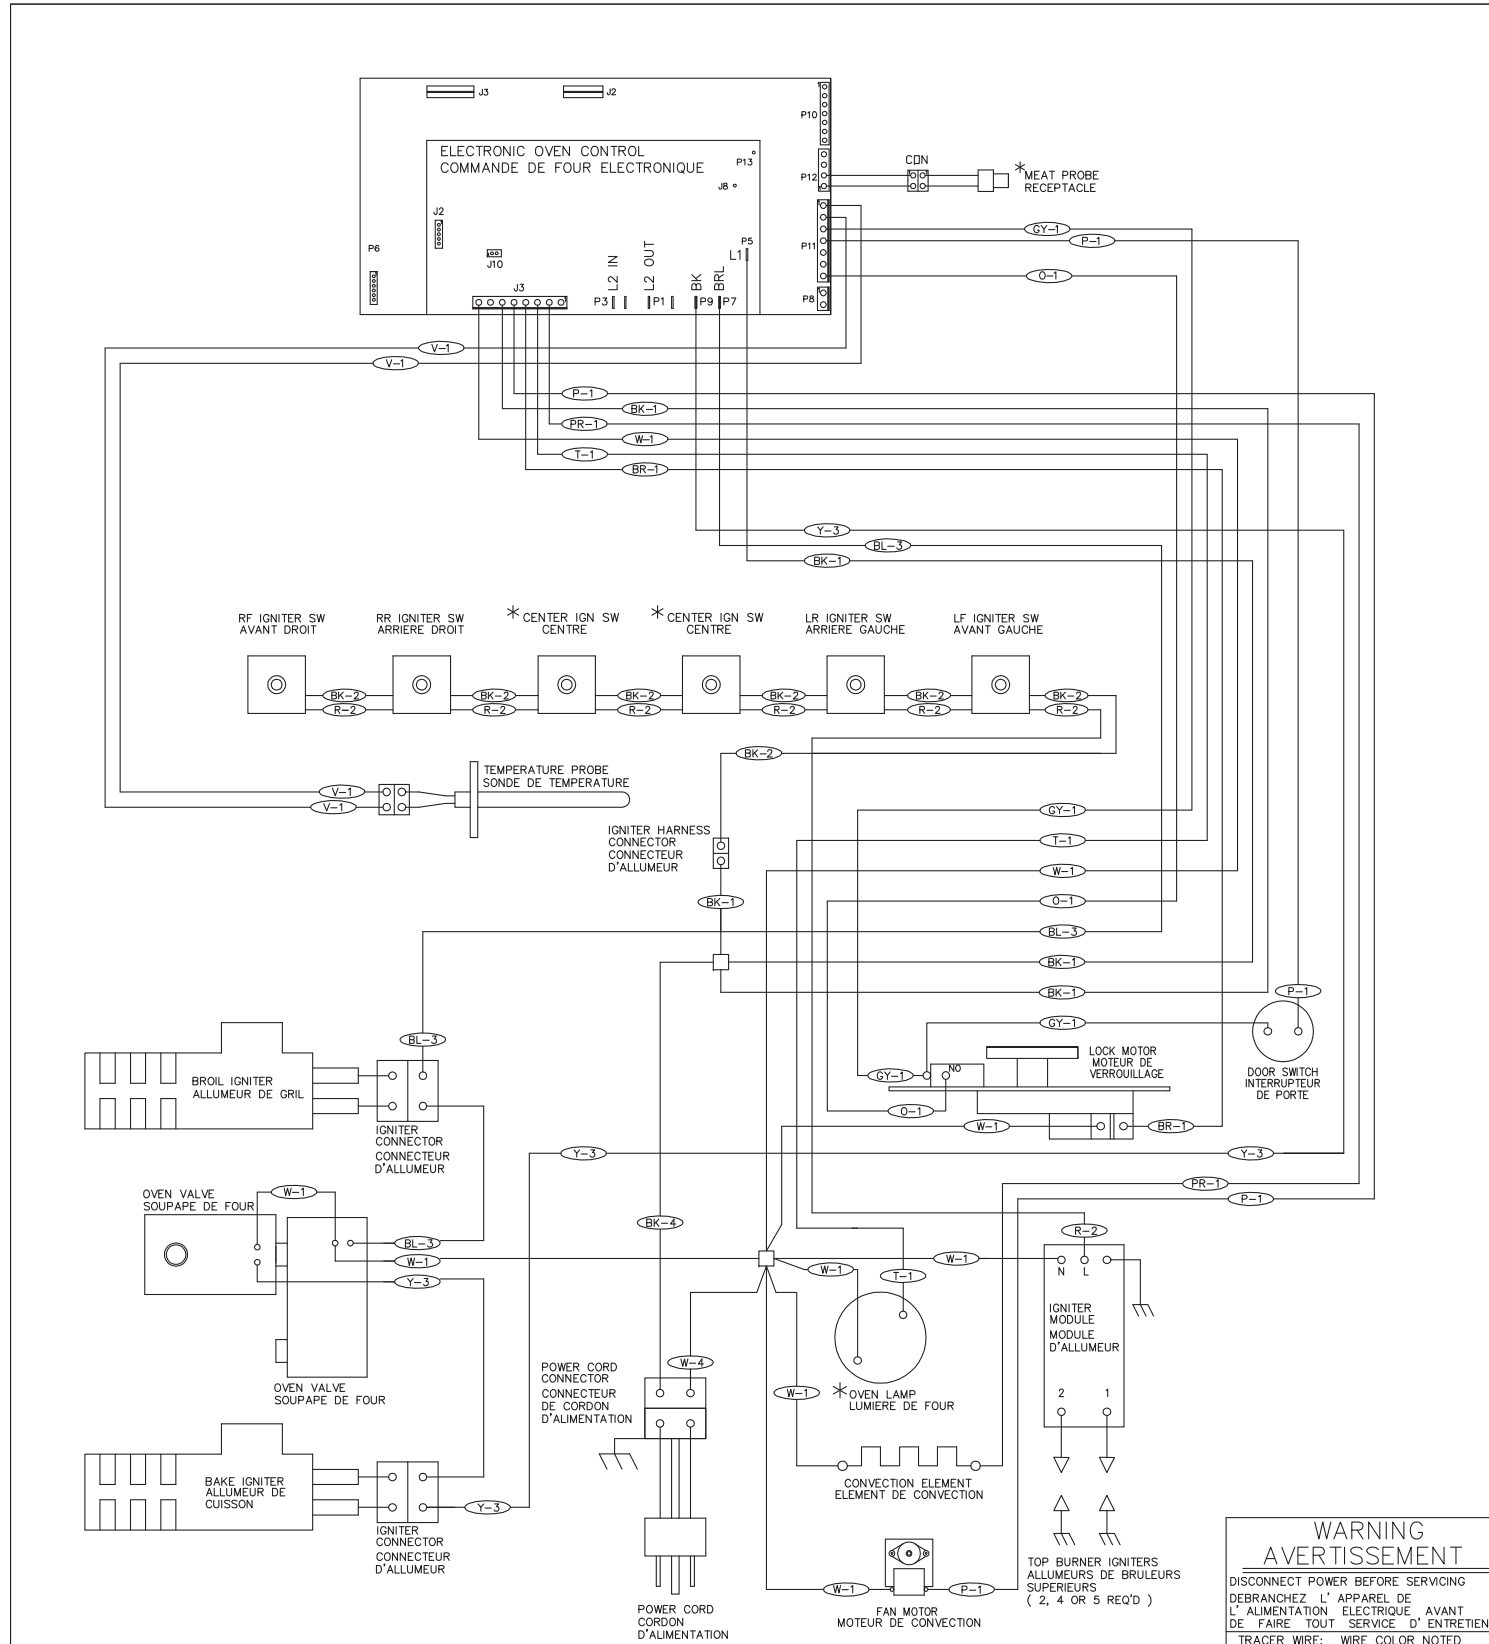 J3
J2
P10
ELECTRONIC OVEN CONTROL
COMMANDE DE FOUR ELECTRONIQUE
P13
J8
P12
CON
*MEAT PROBE
RECEPTACLE
J2
P6
J10
J3
L2 IN
L2 OUT
BK
BRL
P5
L1
P3
P1
P9
P7
P11
P8
GY-1
P-1
O-1
V-1
V-1
P-1
BK-1
PR-1
W-1
T-1
BR-1
Y-3
BL-3
BK-1
RF IGNITER SW
AVANT DROIT
RR IGNITER SW
ARRIERE DROIT
*CENTER IGN SW
CENTRE
*CENTER IGN SW
CENTRE
LR IGNITER SW
ARRIERE GAUCHE
LF IGNITER SW
AVANT GAUCHE
BK-2
BK-2
BK-2
BK-2
BK-2
BK-2
R-2
R-2
R-2
R-2
R-2
R-2
BK-2
TEMPERATURE PROBE
SONDE DE TEMPERATURE
V-1
V-1
IGNITER HARNESS
CONNECTOR
CONNECTEUR
D'ALLUMEUR
GY-1
T-1
W-1
BK-1
O-1
BL-3
BK-1
BK-1
P-1
GY-1
BL-3
LOCK MOTOR
MOTEUR DE
VERROUILLAGE
NO
GY-1
DOOR SWITCH
INTERRUPTEUR
DE PORTE
BROIL IGNITER
ALLUMEUR DE GRIL
O-1
W-1
BR-1
IGNITER
CONNECTOR
CONNECTEUR
D'ALLUMEUR
Y-3
Y-3
PR-1
P-1
OVEN VALVE
SOUPAPE DE FOUR
W-1
BL-3
W-1
Y-3
BK-4
R-2
W-1
W-1
T-1
N
L
IGNITER
MODULE
MODULE
D'ALLUMEUR
2
1
OVEN VALVE
SOUPAPE DE FOUR
POWER CORD
CONNECTOR
CONNECTEUR
DE CORDON
D'ALIMENTATION
W-4
W-1
*OVEN LAMP
LUMIERE DE FOUR
CONVECTION ELEMENT
ELEMENT DE CONVECTION
BAKE IGNITER
ALLUMEUR DE
CUISSON
Y-3
IGNITER
CONNECTOR
CONNECTEUR
D'ALLUMEUR
TOP BURNER IGNITERS
ALLUMEURS DE BRULEURS
SUPERIEURS
( 2, 4 OR 5 REQ'D )
W-1
P-1
FAN MOTOR
MOTEUR DE CONVECTION
POWER CORD
CORDON
D'ALIMENTATION
WARNING
AVERTISSEMENT
DISCONNECT POWER BEFORE SERVICING
DEBRANCHEZ L' APPAREL DE
L' ALIMENTATION ELECTRIQUE AVANT
DE FAIRE TOUT SERVICE D' ENTRETIEN
TRACER WIRE: WIRE COLOR NOTED